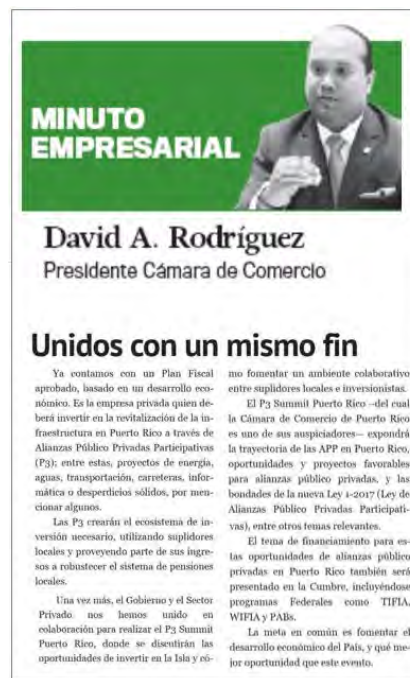 MINUTO
EMPRESARIAL
David A. Rodríguez
Presidente Cámara de Comercio
Unidos con un mismo fin
Ya contamos con un Plan Fiscal
aprobado, basado en un desarrollo eco-
nómico. Es la empresa privada quien de-
berá invertir en la revitalización de la in-
fraestructura en Puerto Rico a través de
Alianzas Público Privadas Participativas
(P3); entre estas, proyectos de energía,
aguas, transportación, carreteras, infor-
mática o desperdicios sólidos, por men-
cionar algunos.
Las P3 crearán el ecosistema de in-
versión necesario, utilizando suplidores
locales y proveyendo parte de sus ingre-
sos a robustecer el sistema de pensiones
locales.
Una vez más, el Gobierno y el Sector
Privado nos hemos unido en
colaboración para realizar el P3 Summit
Puerto Rico, donde se discutirán las
oportunidades de invertir en la Isla y có-
mo fomentar un ambiente colaborativo
entre suplidores locales e inversionistas.
El P3 Summit Puerto Rico –del cual
la Cámara de Comercio de Puerto Rico
es uno de sus auspiciadores– expondrá
la trayectoria de las APP en Puerto Rico,
oportunidades y proyectos favorables
para alianzas público privadas, y las
bondades de la nueva Ley 1-2017 (Ley de
Alianzas Público Privadas Participati-
vas), entre otros temas relevantes.
El tema de financiamiento para es-
tas oportunidades de alianzas público
privadas en Puerto Rico también será
presentado en la Cumbre, incluyéndose
programas Federales como TIFIA,
WIFIA y PABs.
La meta en común es fomentar el
desarrollo económico del País, y qué me-
jor oportunidad que este evento.